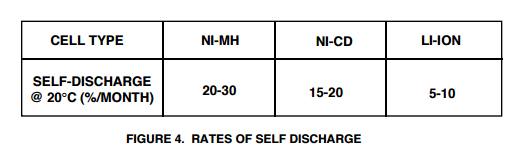 CELL TYPE NI-MH NI-CD LI-ION
SELF-DISCHARGE
@ 20°C (%/MONTH) 20-30 15-20 5-10
FIGURE 4. RATES OF SELF DISCHARGE